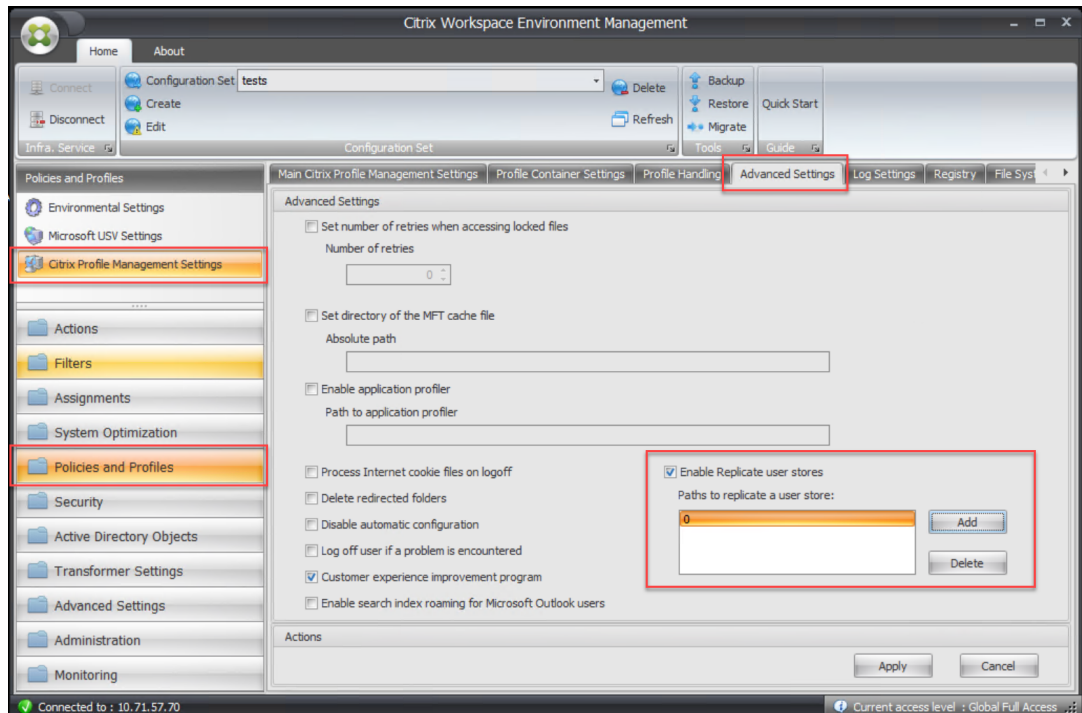 Citrix Workspace Environment Management
Home About
Connect
Disconnect
Infra. Service
Configuration Set tests
Create
Edit
Delete
Refresh
Configuration Set
Backup
Restore
Migrate
Tools
Quick Start
Guide
Policies and Profiles
Environmental Settings
Microsoft USV Settings
Citrix Profile Management Settings
Actions
Filters
Assignments
System Optimization
Policies and Profiles
Security
Active Directory Objects
Transformer Settings
Advanced Settings
Administration
Monitoring
Main Citrix Profile Management Settings Profile Container Settings Profile Handling Advanced Settings Log Settings Registry File Syst
Advanced Settings
Set number of retries when accessing locked files
Number of retries
0
Set directory of the MFT cache file
Absolute path
Enable application profiler
Path to application profiler
Process Internet cookie files on logoff
Delete redirected folders
Disable automatic configuration
Log off user if a problem is encountered
Customer experience improvement program
Enable search index roaming for Microsoft Outlook users
Enable Replicate user stores
Paths to replicate a user store:
0
Add
Delete
Actions
Apply Cancel
Connected to : 10.71.57.70
Current access level : Global Full Access